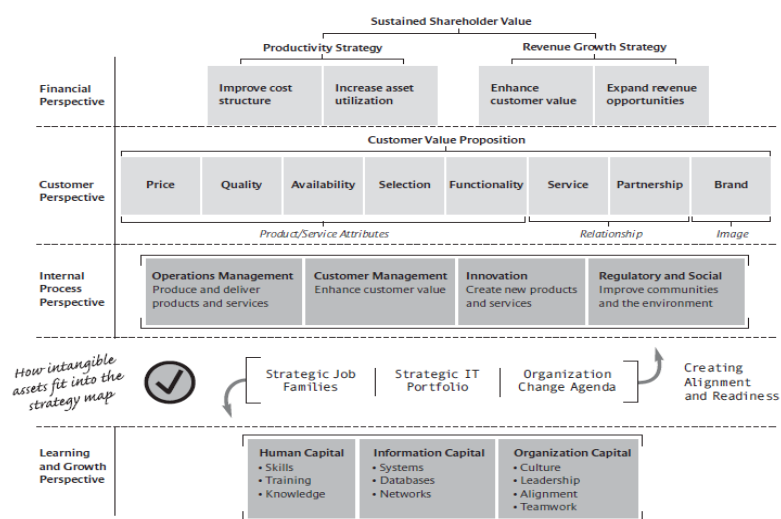 Sustained Shareholder Value
Productivity Strategy
Revenue Growth Strategy
Financial
Perspective
Improve cost
structure
Increase asset
utilization
Enhance
customer value
Expand revenue
opportunities
Customer Value Proposition
Customer
Perspective
Price
Quality
Availability
Selection
Functionality
Service
Partnership
Brand
Product/Service Attributes
Relationship
Image
Internal
Process
Perspective
Operations Management
Produce and deliver
products and services
Customer Management
Enhance customer value
Innovation
Create new products
and services
Regulatory and Social
Improve communities
and the environment
How intangible
assets fit into the
strategy map
Strategic Job
Families
Strategic IT
Portfolio
Organization
Change Agenda
Creating
Alignment
and Readiness
Learning
and Growth
Perspective
Human Capital
• Skills
• Training
• Knowledge
Information Capital
• Systems
• Databases
• Networks
Organization Capital
• Culture
• Leadership
• Alignment
• Teamwork